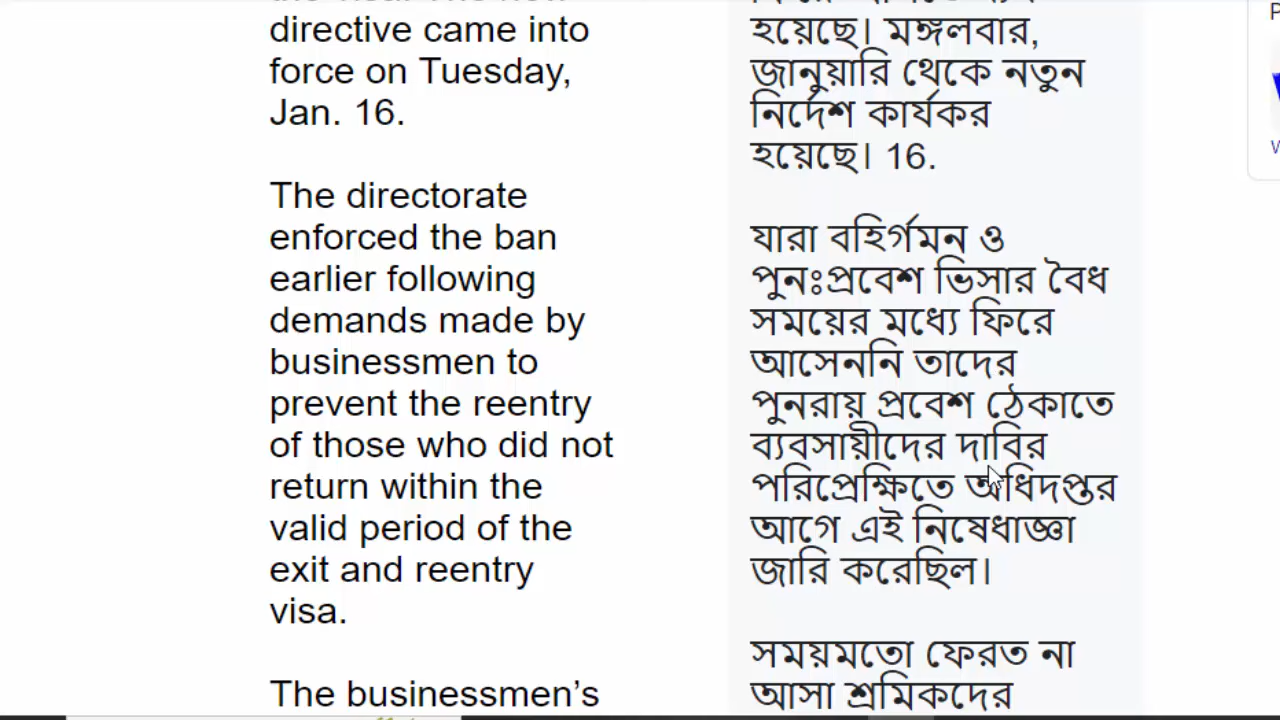 directive came into
force on Tuesday,
Jan. 16.
The directorate
enforced the ban
earlier following
demands made by
businessmen to
prevent the reentry
of those who did not
return within the
valid period of the
exit and reentry
visa.
The businessmen’s
হয়েছে। মঙ্গলবার,
জানুয়ারি থেকে নতুন
নির্দেশ কার্যকর
হয়েছে। 16.
যারা বহির্গমন ও
পুনঃপ্রবেশ ভিসার বৈধ
সময়ের মধ্যে ফিরে
আসেননি তাদের
পুনরায় প্রবেশ ঠেকাতে
ব্যবসায়ীদের দাবির
পরিপ্রেক্ষিতে অধিদপ্তর
আগে এই নিষেধাজ্ঞা
জারি করেছিল।
সময়মতো ফেরত না
আসা শ্রমিকদের